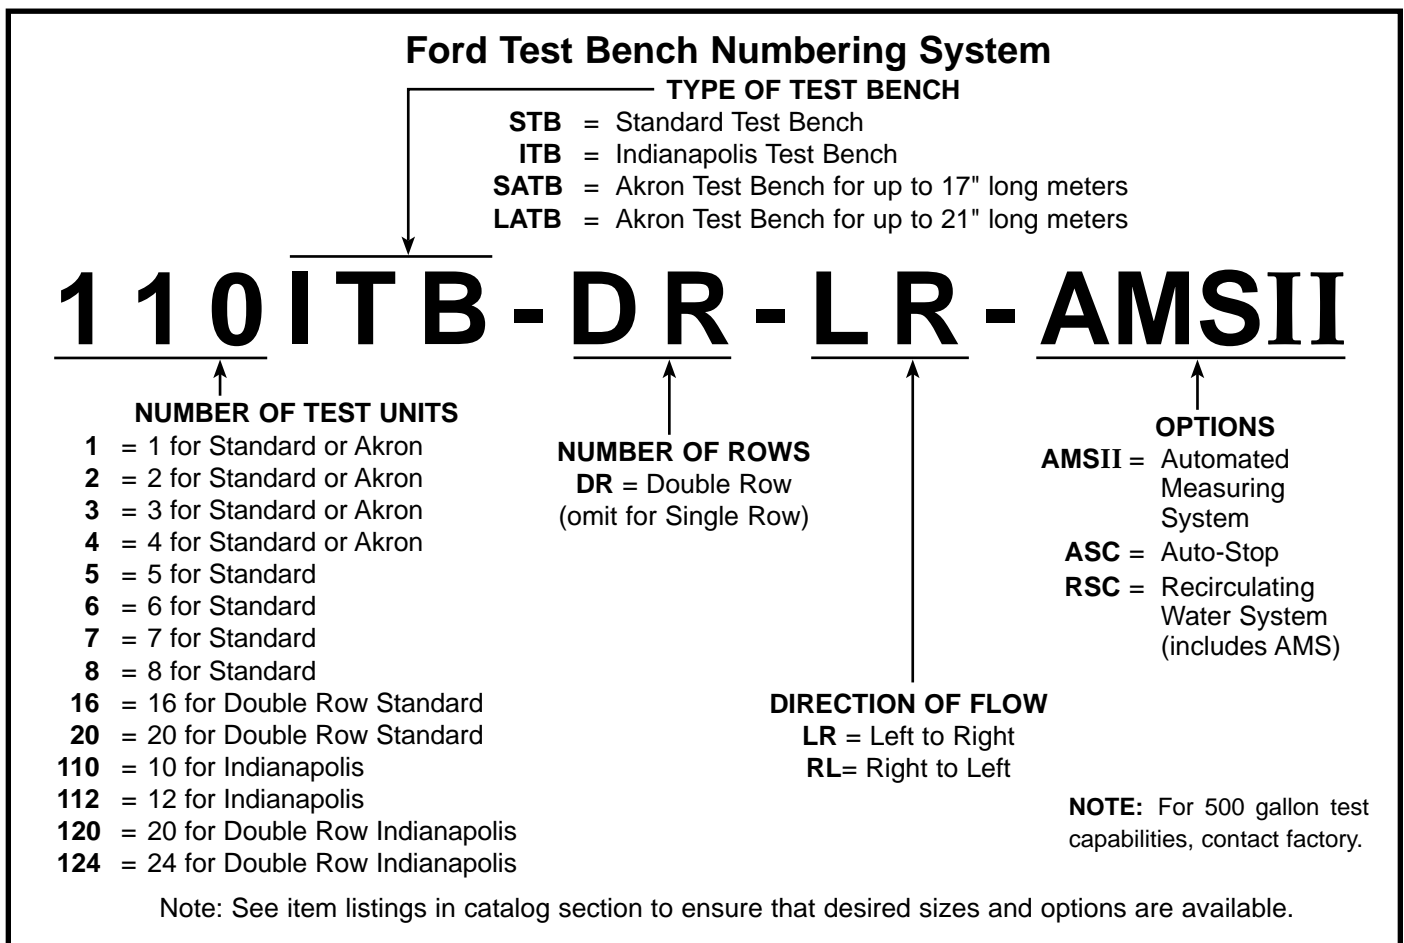 Ford Test Bench Numbering System
TYPE OF TEST BENCH
STB = Standard Test Bench
ITB = Indianapolis Test Bench
SATB = Akron Test Bench for up to 17" long meters
LATB = Akron Test Bench for up to 21" long meters
110ITB-DR-LR-AMSII
NUMBER OF TEST UNITS
1 = 1 for Standard or Akron
2 = 2 for Standard or Akron
3 = 3 for Standard or Akron
4 = 4 for Standard or Akron
5 = 5 for Standard
6 = 6 for Standard
7 = 7 for Standard
8 = 8 for Standard
16 = 16 for Double Row Standard
20 = 20 for Double Row Standard
110 = 10 for Indianapolis
112 = 12 for Indianapolis
120 = 20 for Double Row Indianapolis
124 = 24 for Double Row Indianapolis
NUMBER OF ROWS
DR = Double Row
(omit for Single Row)
DIRECTION OF FLOW
LR = Left to Right
RL= Right to Left
OPTIONS
AMSII = Automated
Measuring
System
ASC = Auto-Stop
RSC = Recirculating
Water System
(includes AMS)
NOTE: For 500 gallon test
capabilities, contact factory.
Note: See item listings in catalog section to ensure that desired sizes and options are available.